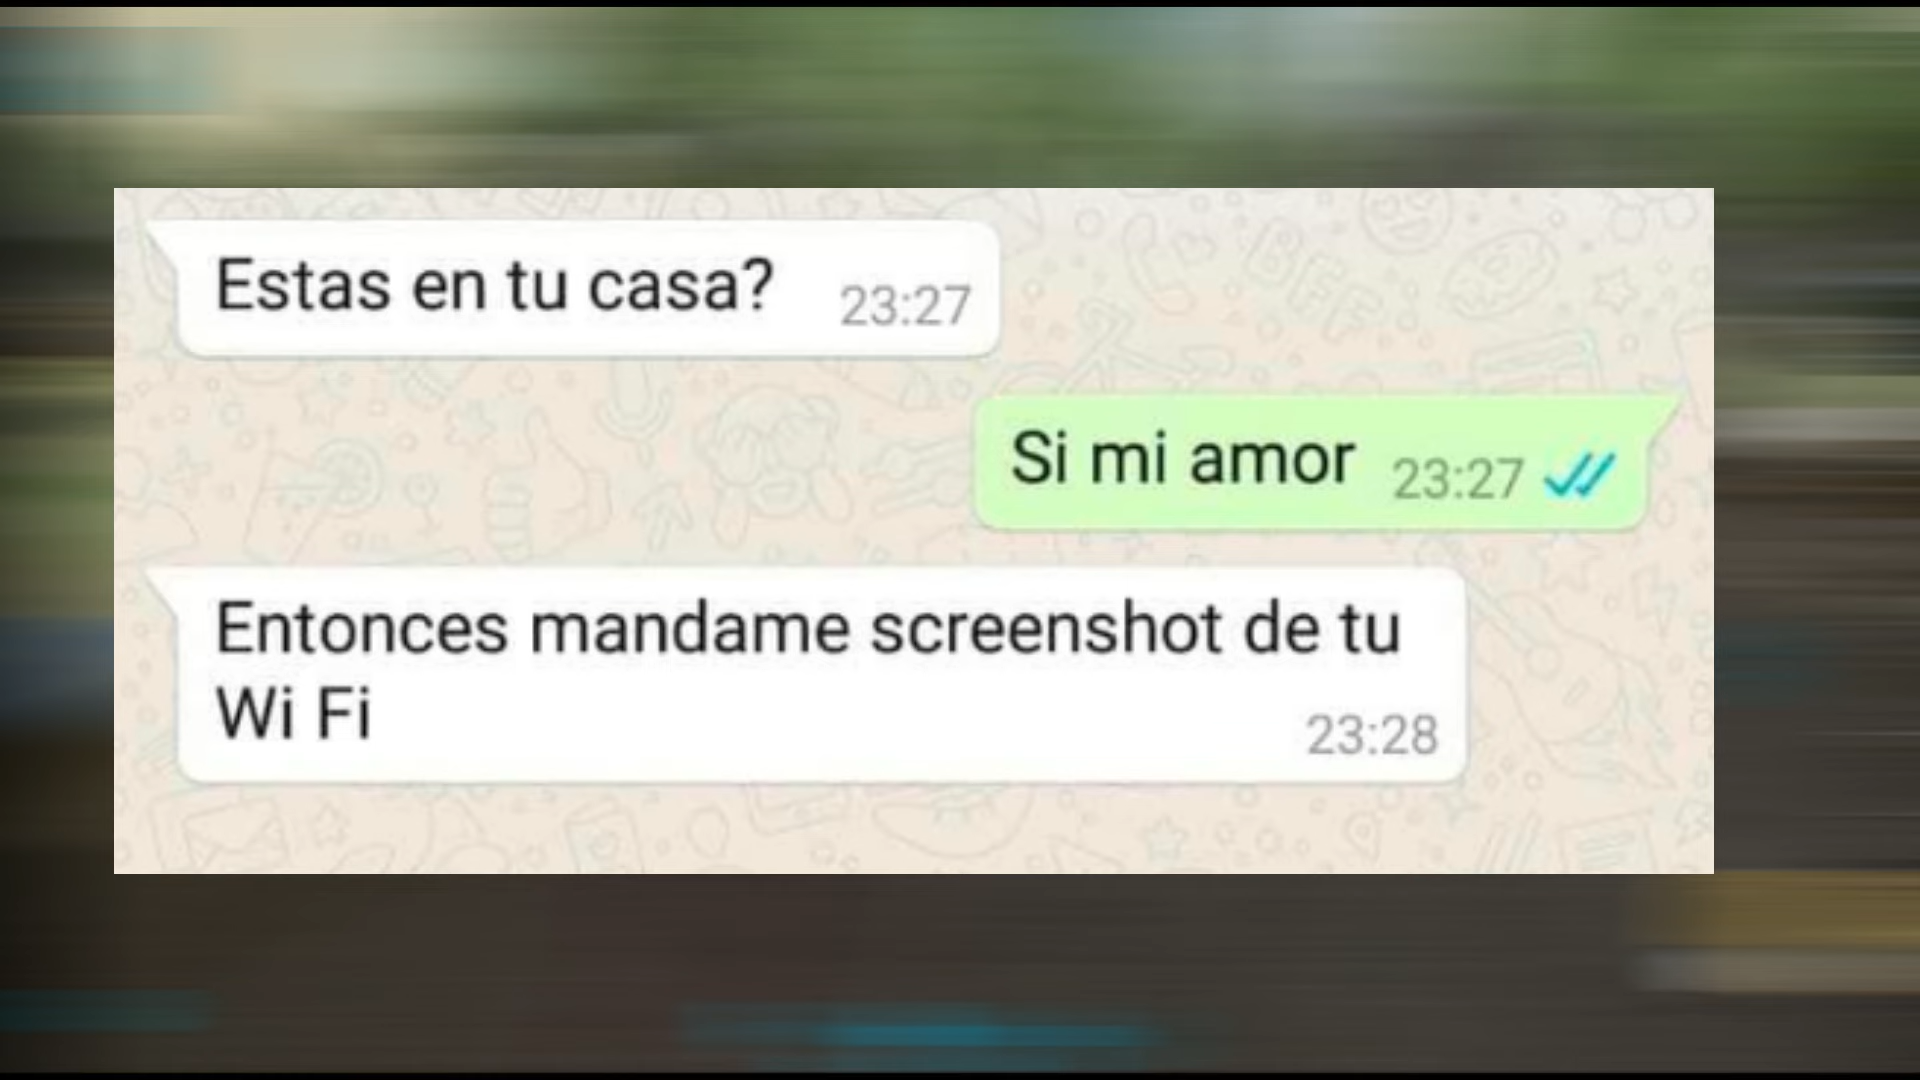 Estas en tu casa?
23:27
Si mi amor 23:27
Entonces mandame screenshot de tu
Wi Fi
23:28